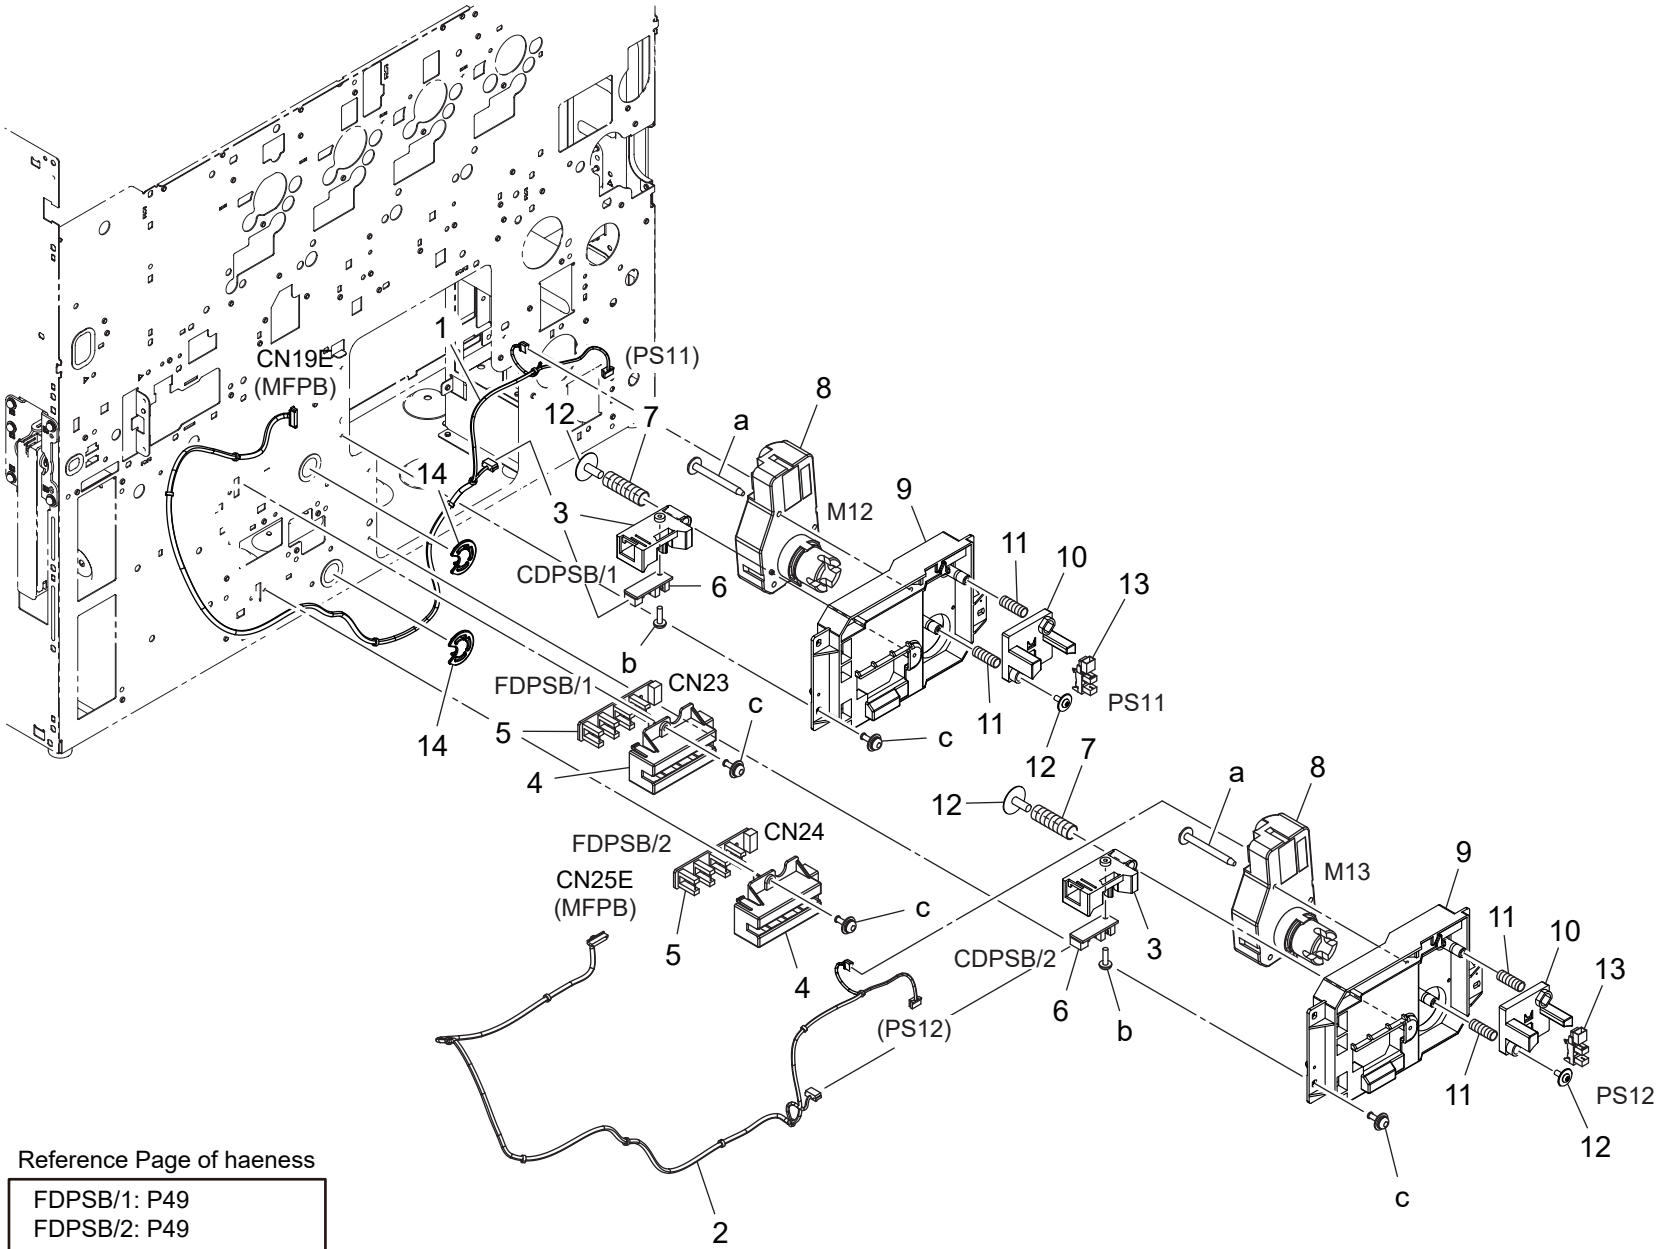 1
CN19E
(MFPB)
(PS11)
8
12
7
a
14
9
M12
3
11
10
CDPSB/1
6
13
b
FDPSB/1
CN23
PS11
c
11
5
14
c
12
7
4
12
a
8
FDPSB/2
CN24
M13
9
CN25E
(MFPB)
c
11
10
5
3
CDPSB/2
13
4
6
b
(PS12)
11
PS12
12
c
2
Reference Page of haeness
FDPSB/1: P49
FDPSB/2: P49